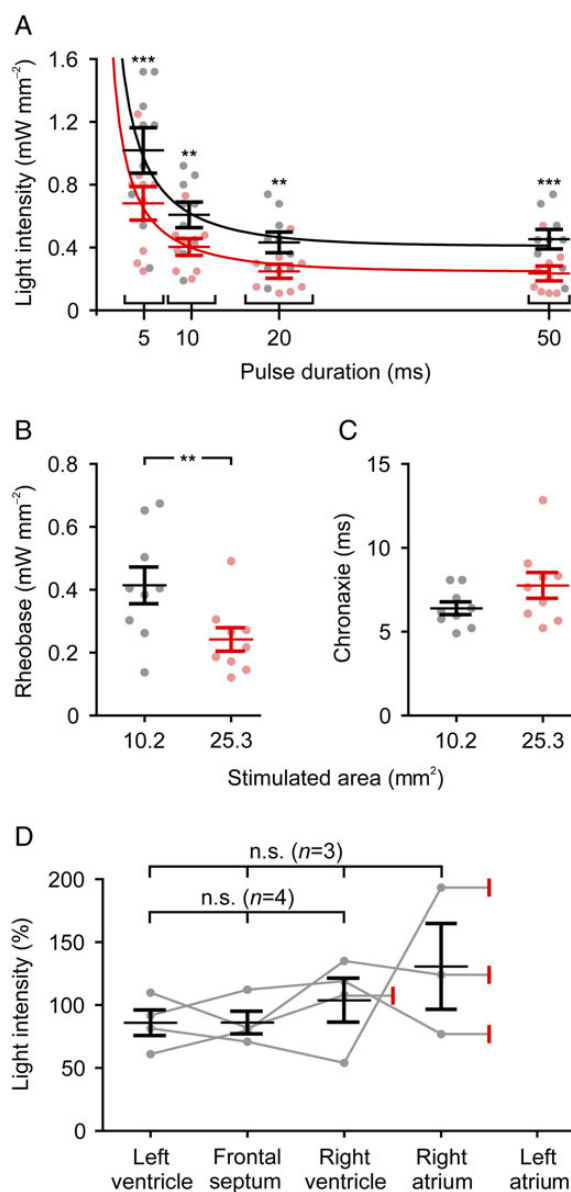 A
1.6
1.2
0.8
0.4
0
Light intensity (mW mm⁻²)
***
**
**
***
5
10
20
50
Pulse duration (ms)
B
C
0.8
0.6
0.4
0.2
0
Rheobase (mW mm⁻²)
**
10.2
25.3
15
10
5
0
Chronaxie (ms)
10.2
25.3
Stimulated area (mm²)
D
200
150
100
50
0
Light intensity (%)
n.s. (n=3)
n.s. (n=4)
Left ventricle
Frontal septum
Right ventricle
Right atrium
Left atrium